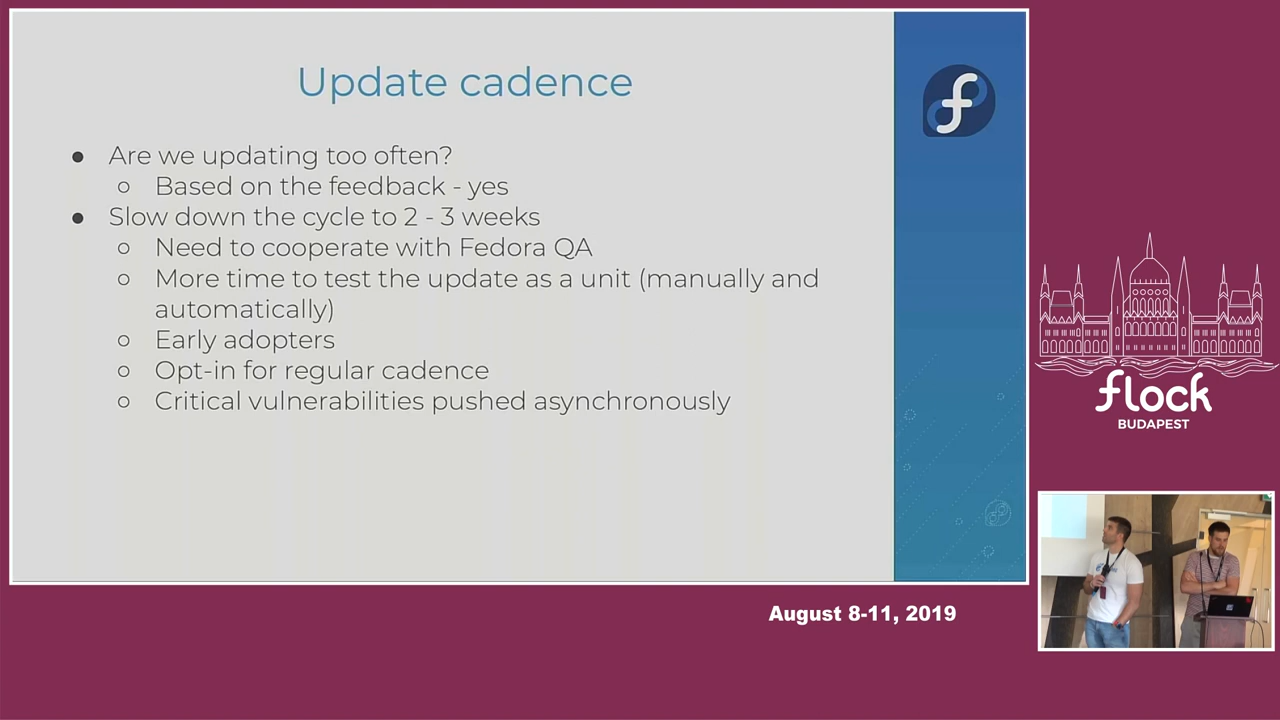 Update cadence
● Are we updating too often?
○ Based on the feedback - yes
● Slow down the cycle to 2 - 3 weeks
○ Need to cooperate with Fedora QA
○ More time to test the update as a unit (manually and
automatically)
○ Early adopters
○ Opt-in for regular cadence
○ Critical vulnerabilities pushed asynchronously
flock
BUDAPEST
August 8-11, 2019